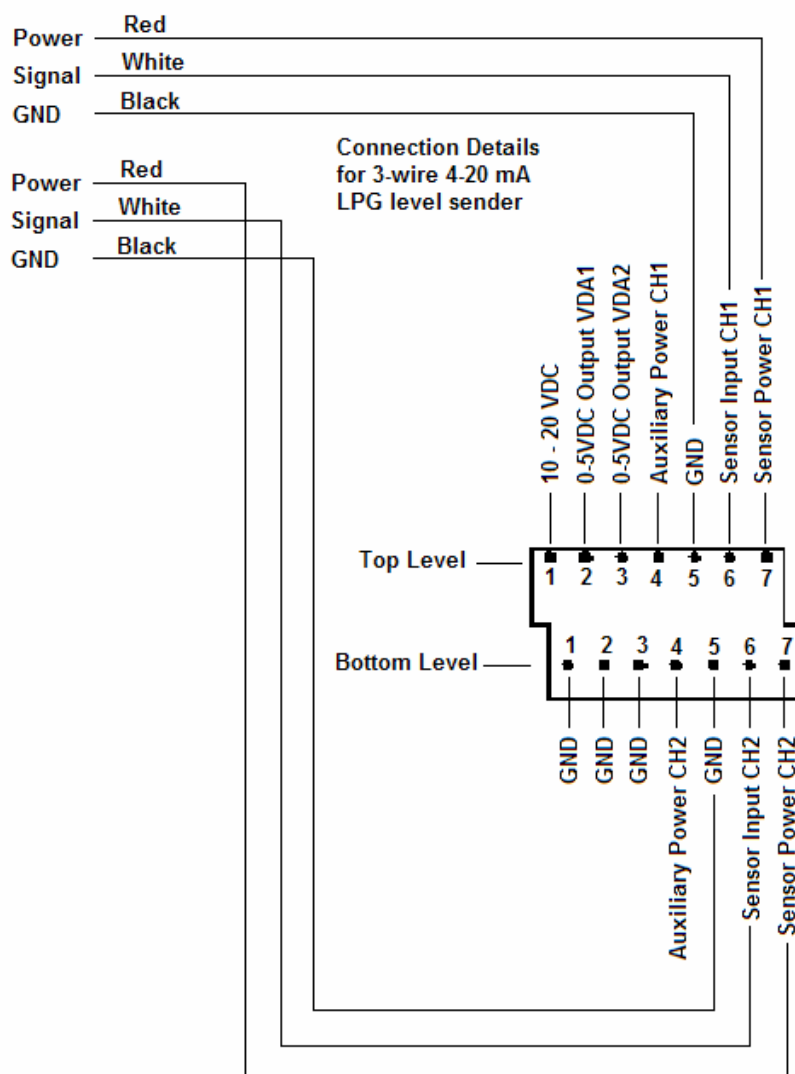 Power Red
Signal White
GND Black
Connection Details
for 3-wire 4-20 mA
LPG level sender
Power Red
Signal White
GND Black
10 - 20 VDC
0-5VDC Output VDA1
0-5VDC Output VDA2
Auxiliary Power CH1
GND
Sensor Input CH1
Sensor Power CH1
Top Level
1 2 3 4 5 6 7
Bottom Level
1 2 3 4 5 6 7
GND
GND
GND
Auxiliary Power CH2
GND
Sensor Input CH2
Sensor Power CH2